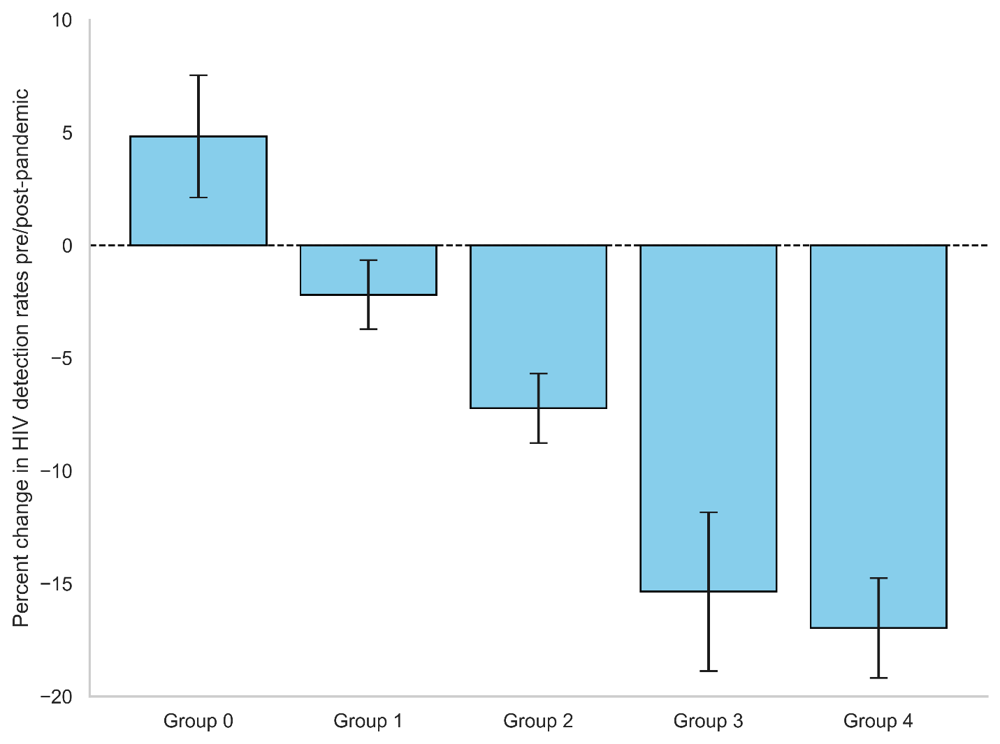 Percent change in HIV detection rates pre/post-pandemic
10
5
0
−5
−10
−15
−20
Group 0
Group 1
Group 2
Group 3
Group 4